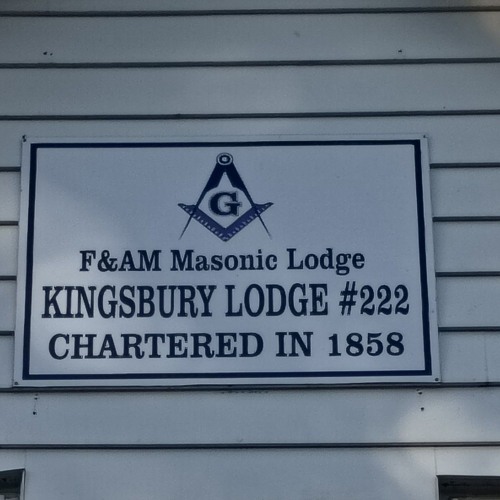 G
F&AM Masonic Lodge
KINGSBURY LODGE #222
CHARTERED IN 1858